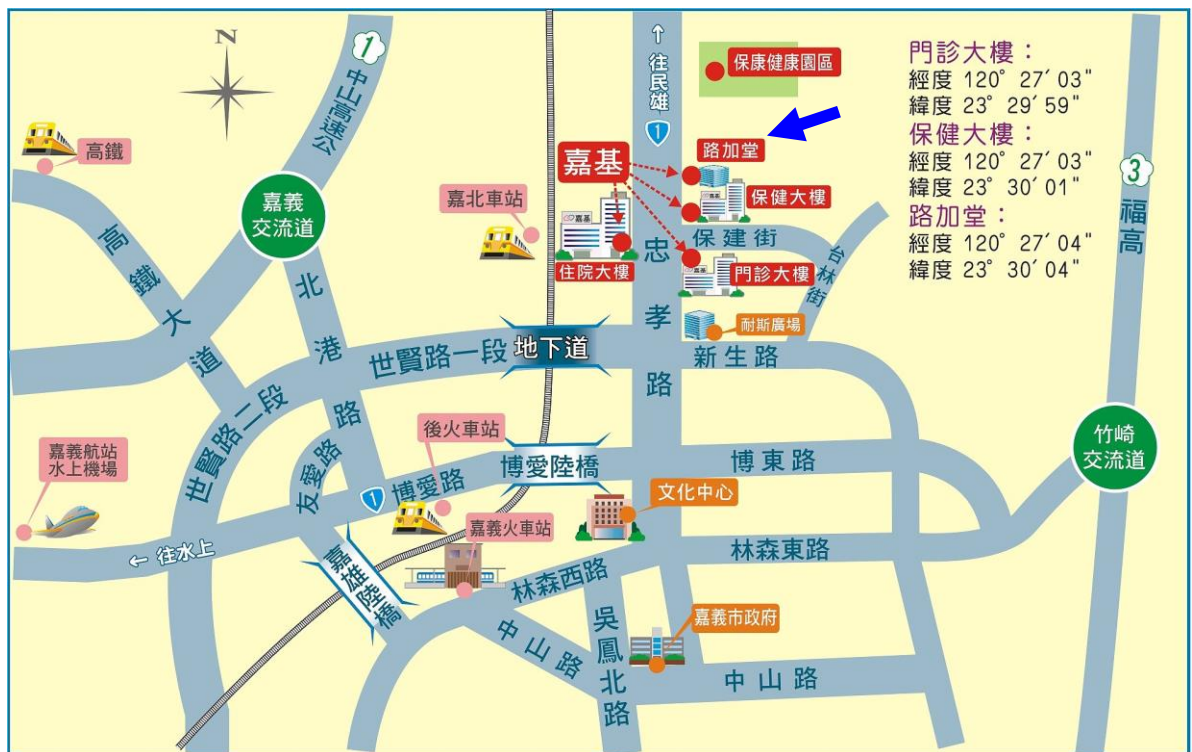 N
1
中山高速公
高鐵
嘉義
交流道
高鐵大道
北港路
嘉北車站
↑往民雄
1
保康健康園區
門診大樓：
經度 120° 27′ 03"
緯度 23° 29′ 59"
保健大樓：
經度 120° 27′ 03"
緯度 23° 30′ 01"
路加堂：
經度 120° 27′ 04"
緯度 23° 30′ 04"
3
福高
路加堂
嘉基
保健大樓
嘉基
嘉基
保建街
台林街
住院大樓
忠孝路
嘉基
門診大樓
耐斯廣場
世賢路一段
地下道
新生路
世賢路二段
友愛路
嘉義航站
水上機場
後火車站
博愛陸橋
博東路
竹崎
交流道
1
博愛路
文化中心
嘉義火車站
← 往水上
嘉雄陸橋
林森西路
林森東路
吳鳳北路
中山路
嘉義市政府
中山路